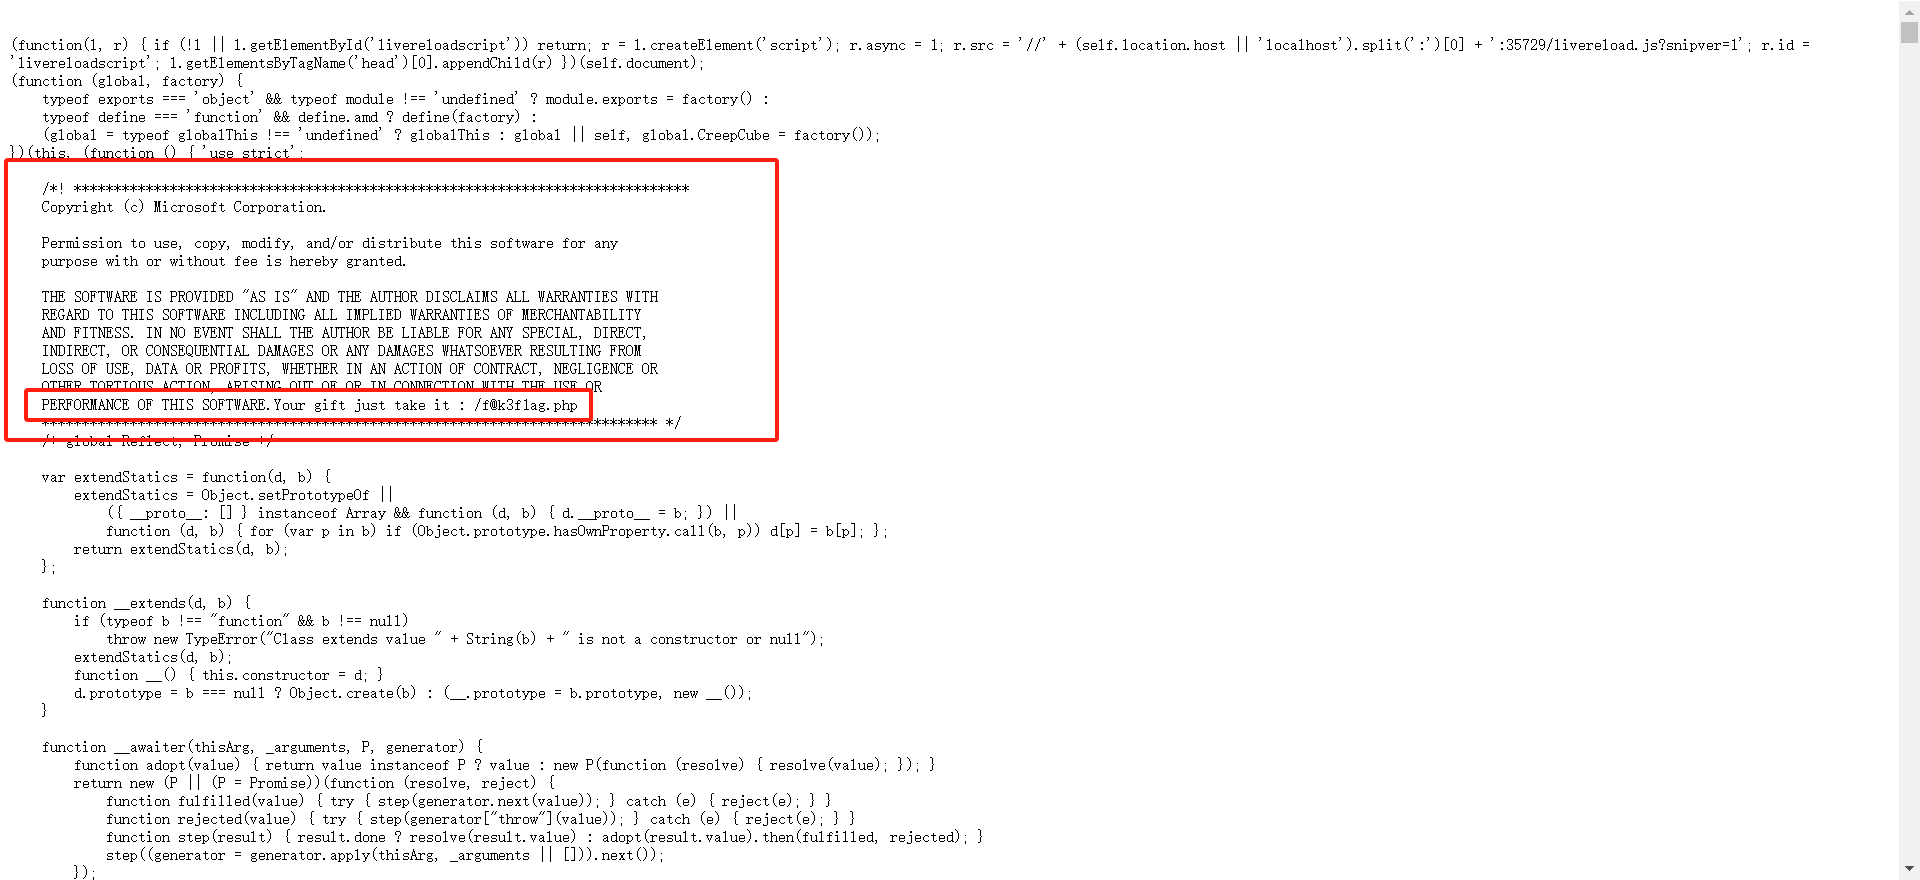 (function(l, r) { if (!l || l.getElementById('livereloadscript')) return; r = l.createElement('script'); r.async = 1; r.src = '//' + (self.location.host || 'localhost').split(':')[0] + ':35729/livereload.js?snipver=1'; r.id =
'livereloadscript'; l.getElementsByTagName('head')[0].appendChild(r) })(self.document);
(function (global, factory) {
    typeof exports === 'object' && typeof module !== 'undefined' ? module.exports = factory() :
    typeof define === 'function' && define.amd ? define(factory) :
    (global = typeof globalThis !== 'undefined' ? globalThis : global || self, global.CreepCube = factory());
})(this, (function () { 'use strict';
    /*! *****************************************************************************
    Copyright (c) Microsoft Corporation.
    Permission to use, copy, modify, and/or distribute this software for any
    purpose with or without fee is hereby granted.
    THE SOFTWARE IS PROVIDED "AS IS" AND THE AUTHOR DISCLAIMS ALL WARRANTIES WITH
    REGARD TO THIS SOFTWARE INCLUDING ALL IMPLIED WARRANTIES OF MERCHANTABILITY
    AND FITNESS. IN NO EVENT SHALL THE AUTHOR BE LIABLE FOR ANY SPECIAL, DIRECT,
    INDIRECT, OR CONSEQUENTIAL DAMAGES OR ANY DAMAGES WHATSOEVER RESULTING FROM
    LOSS OF USE, DATA OR PROFITS, WHETHER IN AN ACTION OF CONTRACT, NEGLIGENCE OR
    OTHER TORTIOUS ACTION, ARISING OUT OF OR IN CONNECTION WITH THE USE OR
    PERFORMANCE OF THIS SOFTWARE.Your gift just take it : /f@k3f1ag.php
    ***************************************************************************** */
    /* global Reflect, Promise */
    var extendStatics = function(d, b) {
        extendStatics = Object.setPrototypeOf ||
            ({ __proto__: [] } instanceof Array && function (d, b) { d.__proto__ = b; }) ||
            function (d, b) { for (var p in b) if (Object.prototype.hasOwnProperty.call(b, p)) d[p] = b[p]; };
        return extendStatics(d, b);
    };
    function __extends(d, b) {
        if (typeof b !== "function" && b !== null)
            throw new TypeError("Class extends value " + String(b) + " is not a constructor or null");
        extendStatics(d, b);
        function __() { this.constructor = d; }
        d.prototype = b === null ? Object.create(b) : (__.prototype = b.prototype, new __());
    }
    function __awaiter(thisArg, _arguments, P, generator) {
        function adopt(value) { return value instanceof P ? value : new P(function (resolve) { resolve(value); }); }
        return new (P || (P = Promise))(function (resolve, reject) {
            function fulfilled(value) { try { step(generator.next(value)); } catch (e) { reject(e); } }
            function rejected(value) { try { step(generator["throw"](value)); } catch (e) { reject(e); } }
            function step(result) { result.done ? resolve(result.value) : adopt(result.value).then(fulfilled, rejected); }
            step((generator = generator.apply(thisArg, _arguments || [])).next());
        });